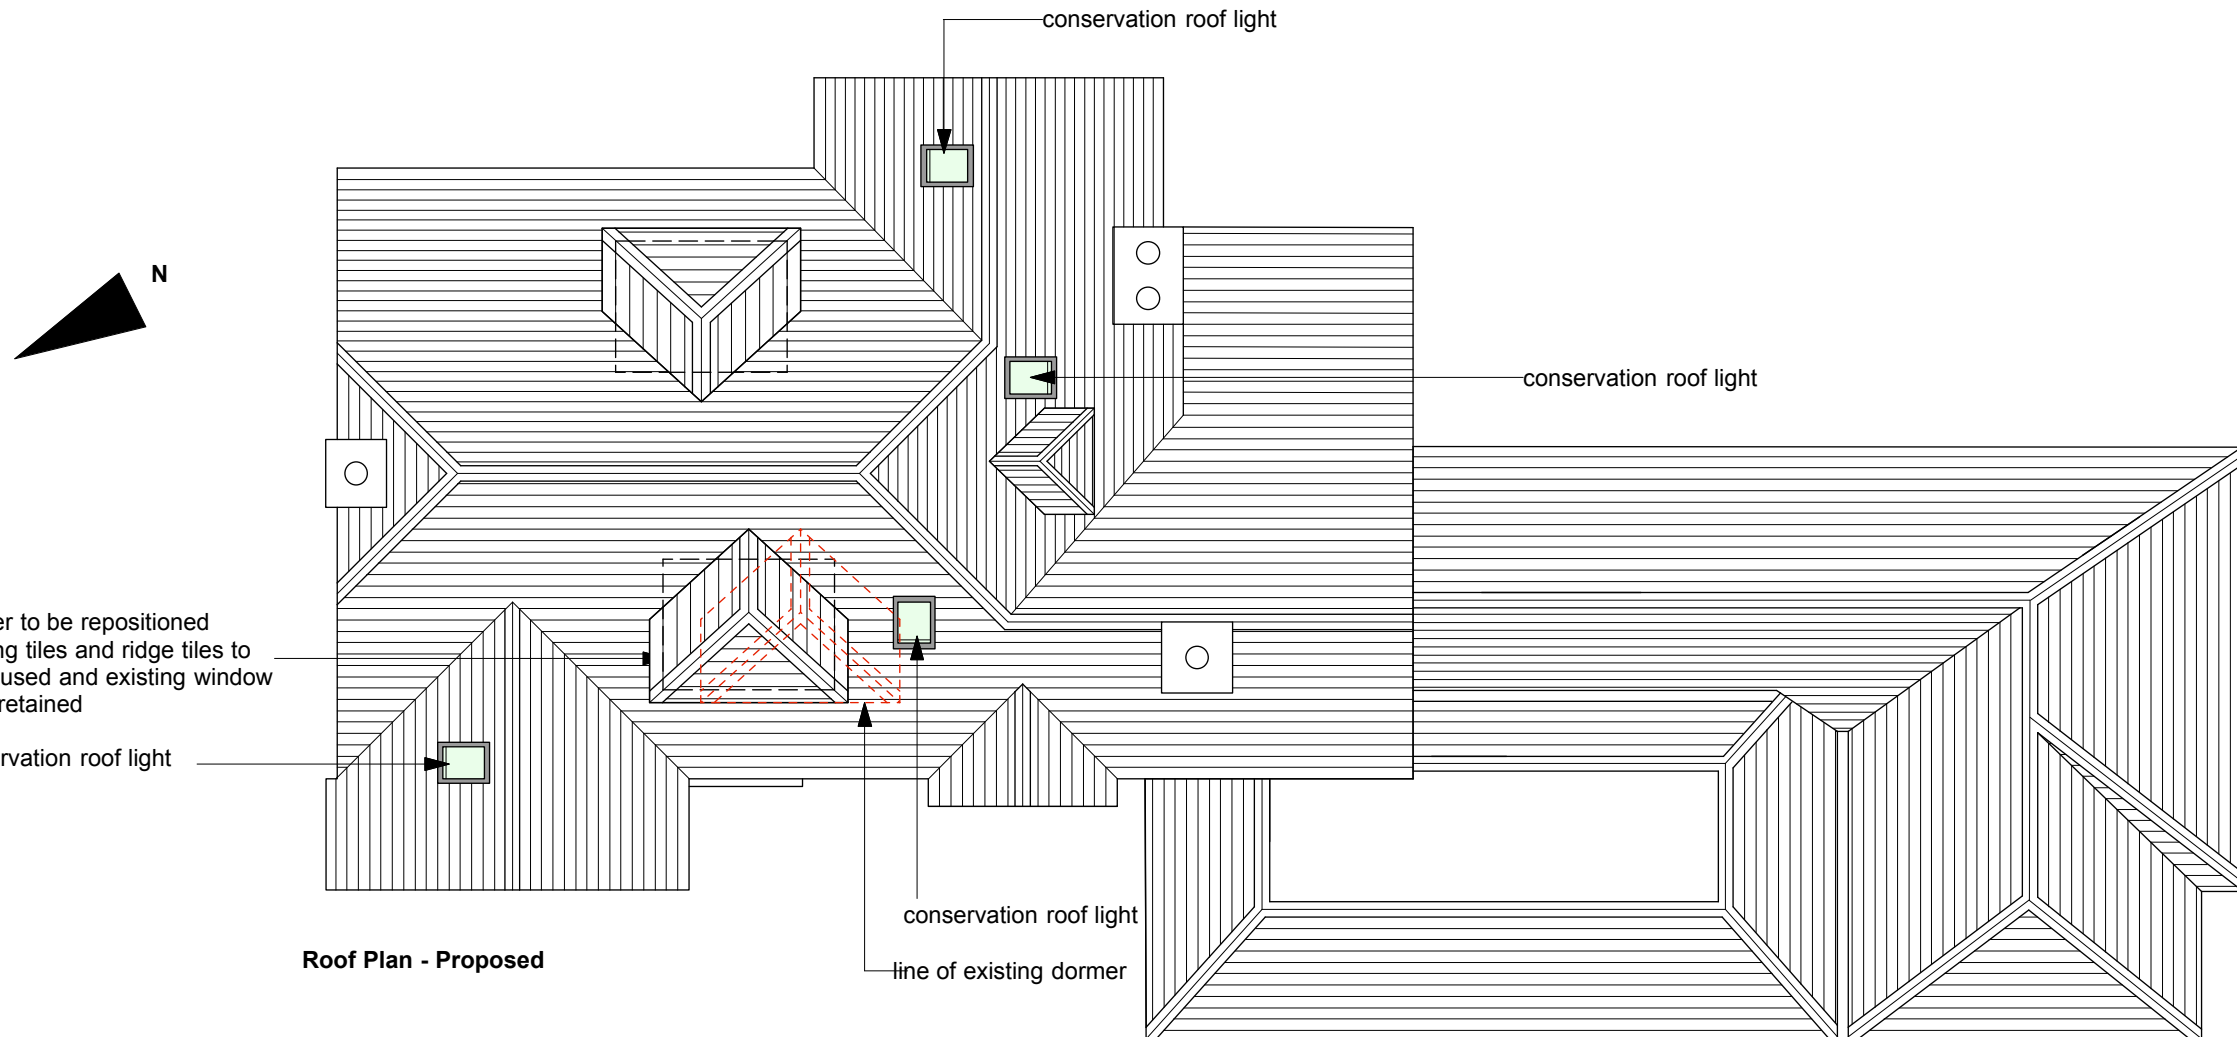 conservation roof light
N
conservation roof light
er to be repositioned
ng tiles and ridge tiles to
used and existing window
retained
rvation roof light
conservation roof light
line of existing dormer
Roof Plan - Proposed